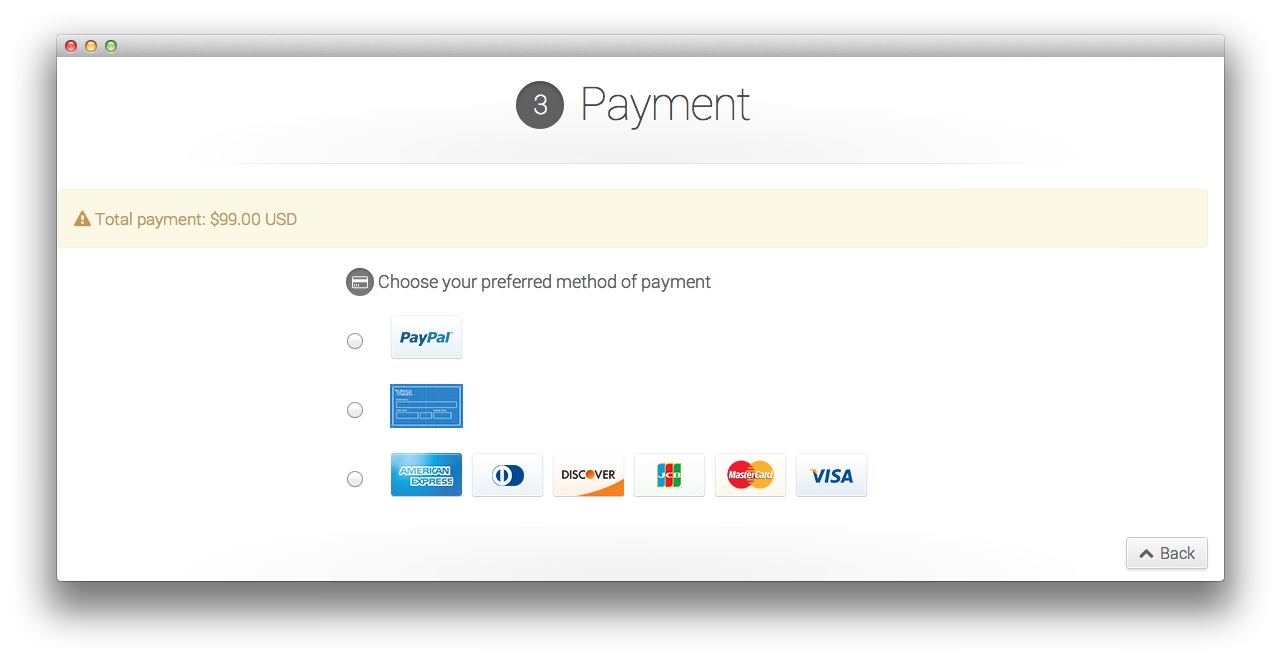 3 Payment
Total payment: $99.00 USD
Choose your preferred method of payment
PayPal
VISA
AMERICAN EXPRESS DISCOVER JCB MasterCard VISA
Back